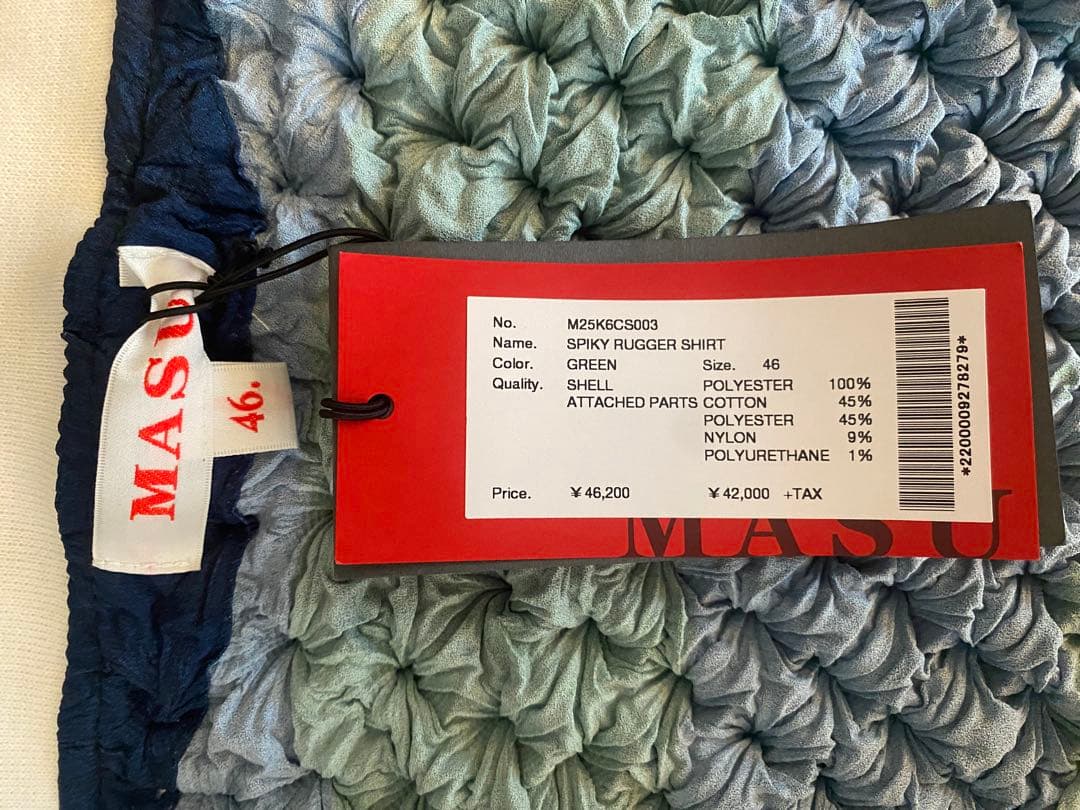 MASU
46.
No. M25K6CS003
Name. SPIKY RUGGER SHIRT
Color. GREEN Size. 46
Quality. SHELL POLYESTER 100%
ATTACHED PARTS COTTON 45%
POLYESTER 45%
NYLON 9%
POLYURETHANE 1%
Price. ¥46,200 ¥42,000 +TAX
*2200009278279*
MASU